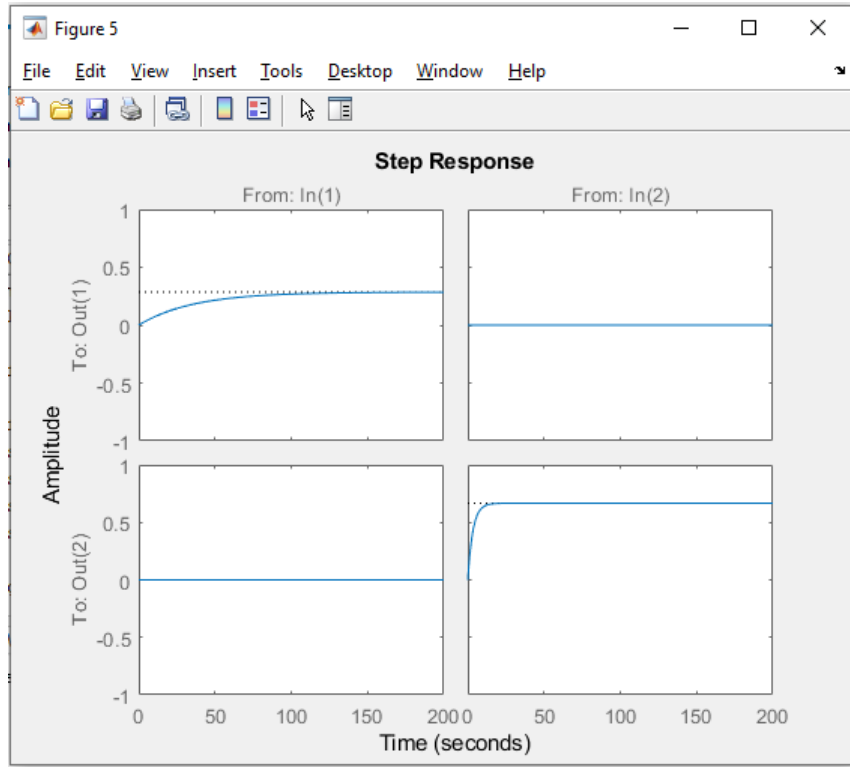 Figure 5
File Edit View Insert Tools Desktop Window Help
Step Response
From: In(1) From: In(2)
1
0.5
0
-0.5
-1
To: Out(1)
Amplitude
1
0.5
0
-0.5
-1
To: Out(2)
0 50 100 150 200 0 50 100 150 200
Time (seconds)